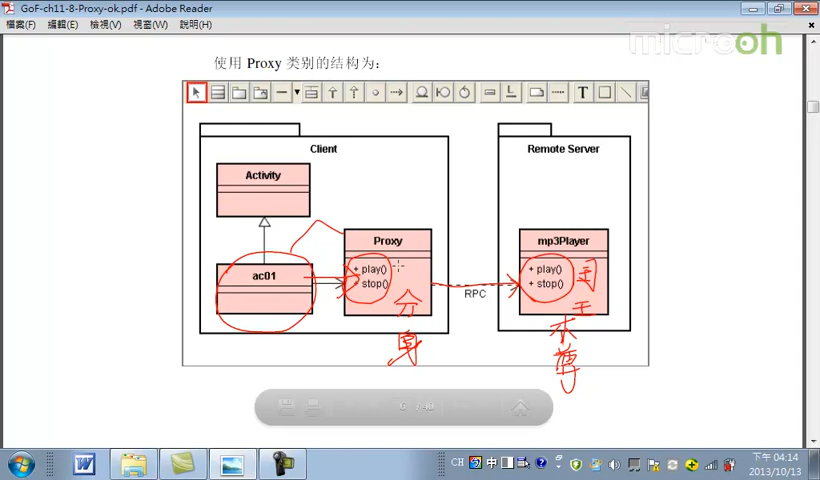 GoF-ch11-8-Proxy-ok.pdf - Adobe Reader
檔案(F) 編輯(E) 檢視(V) 視窗(W) 說明(H)
microoh
使用 Proxy 类别的结构为:
T
Client
Remote Server
Activity
Proxy
mp3Player
ac01
+ play()
+ stop()
+ play()
+ stop()
RPC
分身
本尊
CH 中
下午 04:14
2013/10/13